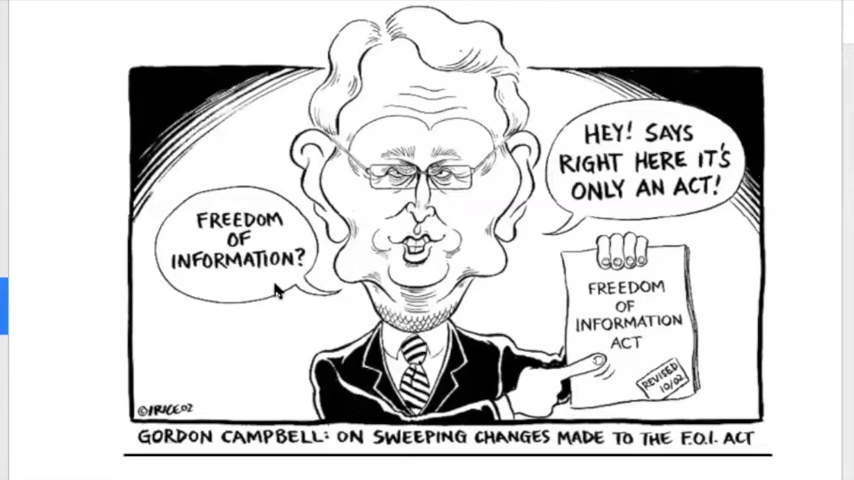 FREEDOM
OF
INFORMATION?
HEY! SAYS
RIGHT HERE IT'S
ONLY AN ACT!
FREEDOM
OF
INFORMATION
ACT
REVISED
10/02
©KRICE02
GORDON CAMPBELL: ON SWEEPING CHANGES MADE TO THE F.O.I. ACT